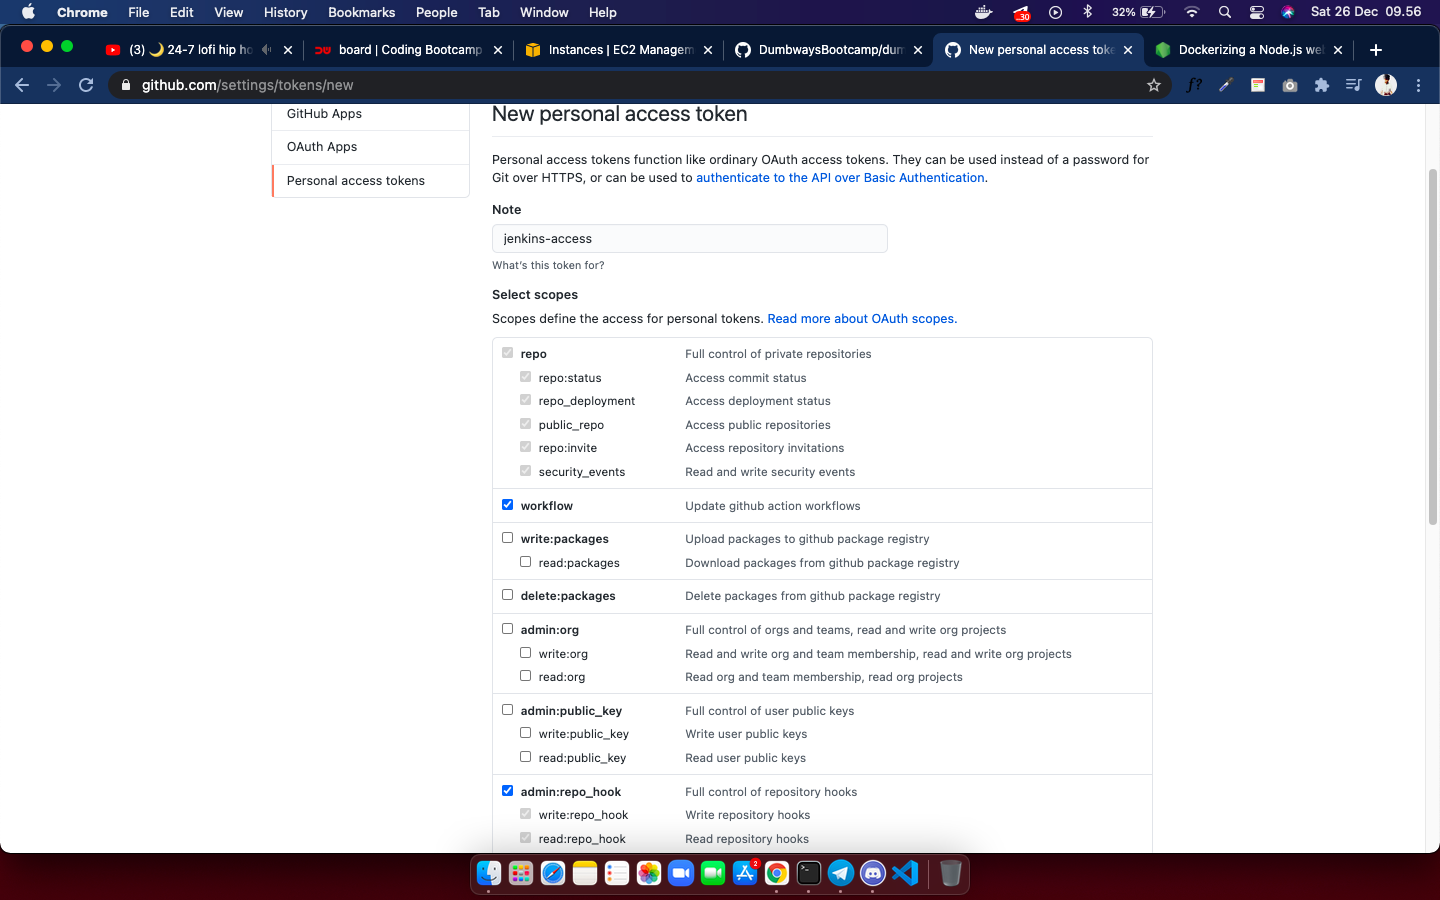 Chrome File Edit View History Bookmarks People Tab Window Help 30 32% Sat 26 Dec 09.56
(3) 24-7 lofi hip ho board | Coding Bootcamp Instances | EC2 Managem DumbwaysBootcamp/dum New personal access toke Dockerizing a Node.js we
github.com/settings/tokens/new f?
GitHub Apps
OAuth Apps
Personal access tokens
New personal access token
Personal access tokens function like ordinary OAuth access tokens. They can be used instead of a password for
Git over HTTPS, or can be used to authenticate to the API over Basic Authentication.
Note
jenkins-access
What's this token for?
Select scopes
Scopes define the access for personal tokens. Read more about OAuth scopes.
repo Full control of private repositories
repo:status Access commit status
repo_deployment Access deployment status
public_repo Access public repositories
repo:invite Access repository invitations
security_events Read and write security events
workflow Update github action workflows
write:packages Upload packages to github package registry
read:packages Download packages from github package registry
delete:packages Delete packages from github package registry
admin:org Full control of orgs and teams, read and write org projects
write:org Read and write org and team membership, read and write org projects
read:org Read org and team membership, read org projects
admin:public_key Full control of user public keys
write:public_key Write user public keys
read:public_key Read user public keys
admin:repo_hook Full control of repository hooks
write:repo_hook Write repository hooks
read:repo_hook Read repository hooks
2